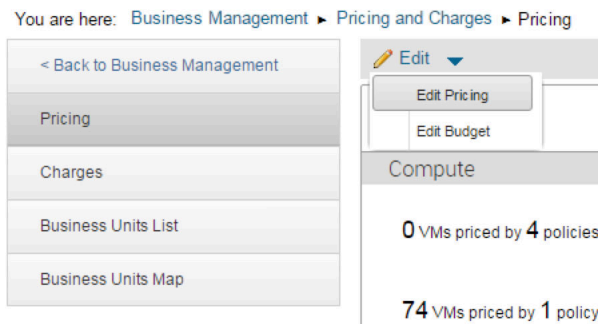 You are here: Business Management ► Pricing and Charges ► Pricing
< Back to Business Management
Pricing
Charges
Business Units List
Business Units Map
Edit
Edit Pricing
Edit Budget
Compute
0 VMs priced by 4 policies
74 VMs priced by 1 policy